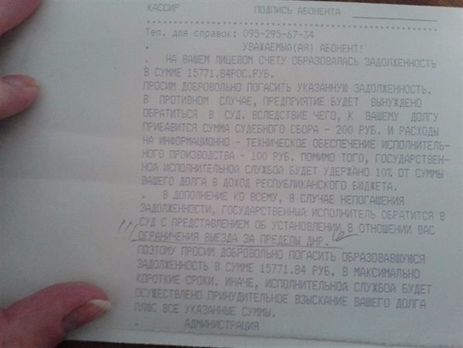 КАССИР ПОДПИСЬ АБОНЕНТА
Тел. для справок: 095-295-67-34
УВАЖАЕМЫЙ(АЯ) АБОНЕНТ!
. НА ВАШЕМ ЛИЦЕВОМ СЧЕТУ ОБРАЗОВАЛАСЬ ЗАДОЛЖЕННОСТЬ
В СУММЕ 15771.84РОС.РУБ.
ПРОСИМ ДОБРОВОЛЬНО ПОГАСИТЬ УКАЗАННУЮ ЗАДОЛЖЕННОСТЬ.
В ПРОТИВНОМ СЛУЧАЕ, ПРЕДПРИЯТИЕ БУДЕТ ВЫНУЖДЕНО
ОБРАТИТЬСЯ В СУД. ВСЛЕДСТВИЕ ЧЕГО, К ВАШЕМУ ДОЛГУ
ПРИБАВИТСЯ СУММА СУДЕБНОГО СБОРА - 200 РУБ. И РАСХОДЫ
НА ИНФОРМАЦИОННО - ТЕХНИЧЕСКОЕ ОБЕСПЕЧЕНИЕ ИСПОЛНИТЕЛЬ-
НОГО ПРОИЗВОДСТВА - 100 РУБ. ПОМИМО ТОГО, ГОСУДАРСТВЕН-
НОЙ ИСПОЛНИТЕЛЬНОЙ СЛУЖБОЙ БУДЕТ УДЕРЖАНО 10% ОТ СУММЫ
ВАШЕГО ДОЛГА В ДОХОД РЕСПУБЛИКАНСКОГО БЮДЖЕТА.
. В ДОПОЛНЕНИЕ КО ВСЕМУ, В СЛУЧАЕ НЕПОГАШЕНИЯ
ЗАДОЛЖЕННОСТИ, ГОСУДАРСТВЕННЫЙ ИСПОЛНИТЕЛЬ ОБРАТИТСЯ В
СУД С ПРЕДСТАВЛЕНИЕМ ОБ УСТАНОВЛЕНИИ, В ОТНОШЕНИИ ВАС
!!! ОГРАНИЧЕНИЯ ВЫЕЗДА ЗА ПРЕДЕЛЫ ДНР.
ПОЭТОМУ ПРОСИМ ДОБРОВОЛЬНО ПОГАСИТЬ ОБРАЗОВАВШУЮСЯ
ЗАДОЛЖЕННОСТЬ В СУММЕ 15771.84 РУБ. В МАКСИМАЛЬНО
КОРОТКИЕ СРОКИ. ИНАЧЕ, ИСПОЛНИТЕЛЬНОЙ СЛУЖБОЙ БУДЕТ
ОСУЩЕСТВЛЕНО ПРИНУДИТЕЛЬНОЕ ВЗЫСКАНИЕ ВАШЕГО ДОЛГА
ПЛЮС ВСЕ УКАЗАННЫЕ СУММЫ.
АДМИНИСТРАЦИЯ